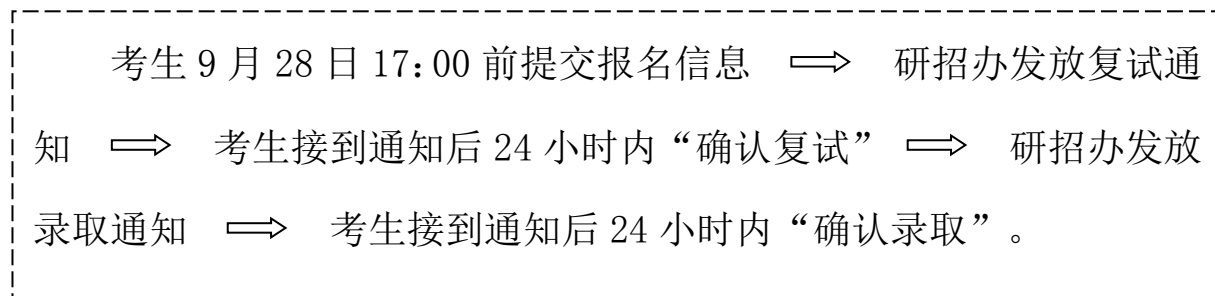 考生 9 月 28 日 17:00 前提交报名信息 ⇨ 研招办发放复试通
知 ⇨ 考生接到通知后 24 小时内“确认复试” ⇨ 研招办发放
录取通知 ⇨ 考生接到通知后 24 小时内“确认录取”。